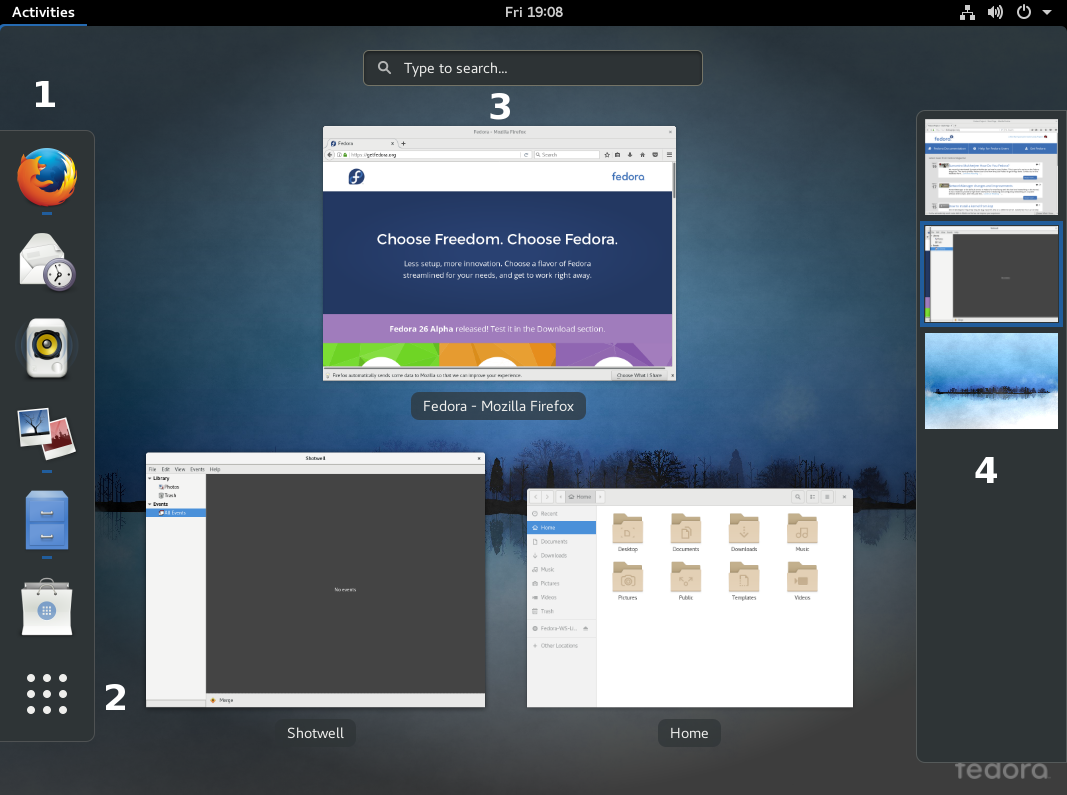 Activities
Fri 19:08
Type to search...
1
3
Fedora - Mozilla Firefox
Fedora
https://getfedora.org
Search
fedora
Choose Freedom. Choose Fedora.
Less setup, more innovation. Choose a flavor of Fedora
streamlined for your needs, and get to work right away.
Fedora 26 Alpha released! Test it in the Download section.
Firefox automatically sends some data to Mozilla so that we can improve your experience.
Choose What I Share
Fedora - Mozilla Firefox
Shotwell
File Edit View Events Help
Library
Photos
Trash
Events
All Events
No events
Merge
Shotwell
Home
Recent
Home
Documents
Downloads
Music
Pictures
Videos
Trash
Fedora-WS-Li...
Other Locations
Desktop
Documents
Downloads
Music
Pictures
Public
Templates
Videos
Home
2
4
fedora